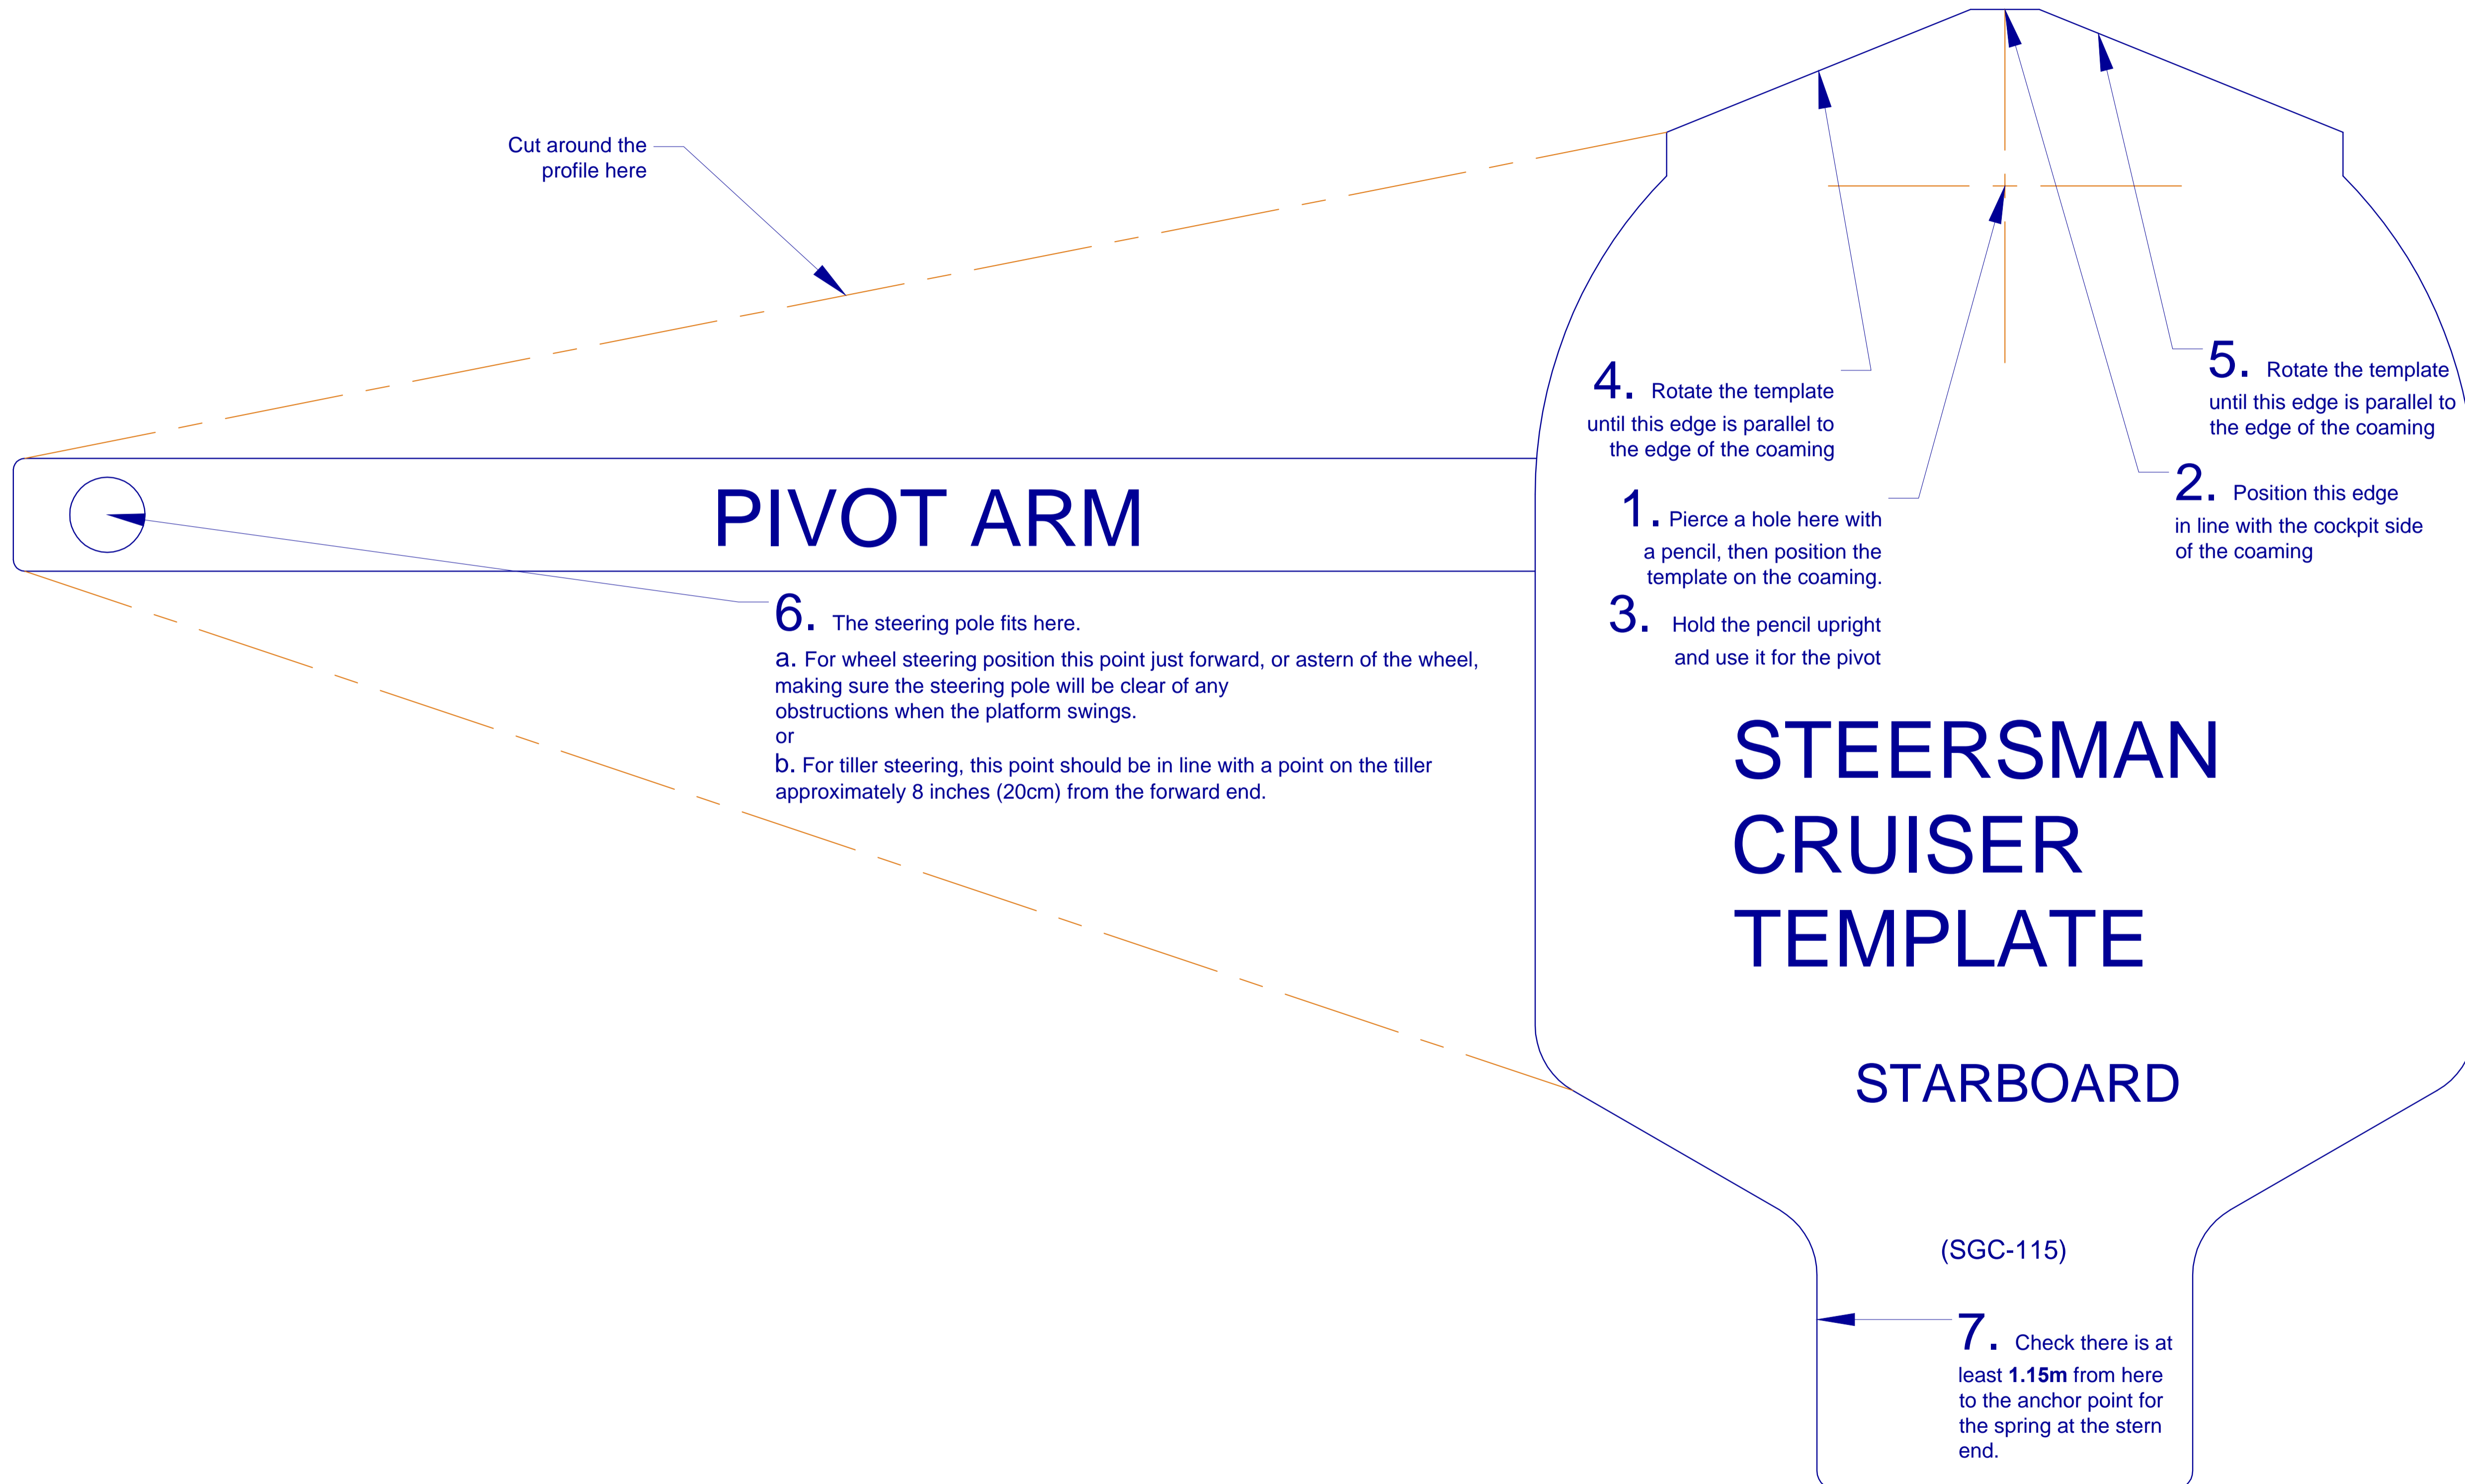 Cut around the
profile here
PIVOT ARM
6. The steering pole fits here.
a. For wheel steering position this point just forward, or astern of the wheel,
making sure the steering pole will be clear of any
obstructions when the platform swings.
or
b. For tiller steering, this point should be in line with a point on the tiller
approximately 8 inches (20cm) from the forward end.
4. Rotate the template
until this edge is parallel to
the edge of the coaming
1. Pierce a hole here with
a pencil, then position the
template on the coaming.
3. Hold the pencil upright
and use it for the pivot
5. Rotate the template
until this edge is parallel to
the edge of the coaming
2. Position this edge
in line with the cockpit side
of the coaming
STEERSMAN
CRUISER
TEMPLATE
STARBOARD
(SGC-115)
7. Check there is at
least 1.15m from here
to the anchor point for
the spring at the stern
end.